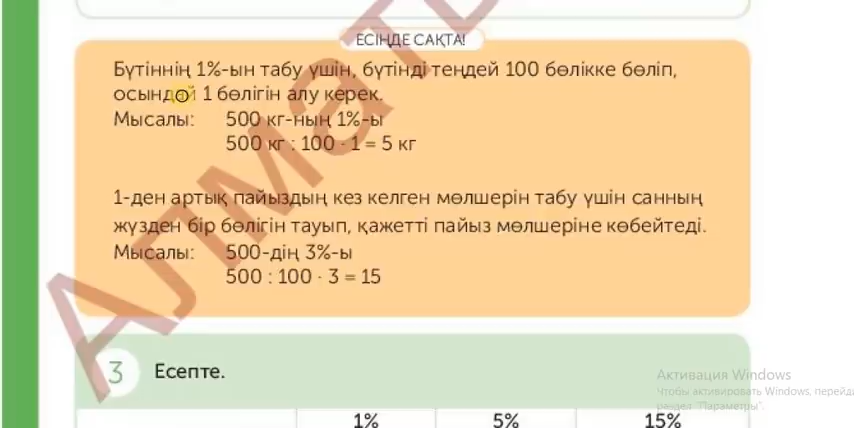 ЕСІҢДЕ САҚТА!
Бүтіннің 1%-ын табу үшін, бүтінді теңдей 100 бөлікке бөліп,
осындай 1 бөлігін алу керек.
Мысалы: 500 кг-ның 1%-ы
500 кг : 100 · 1 = 5 кг
1-ден артық пайыздың кез келген мөлшерін табу үшін санның
жүзден бір бөлігін тауып, қажетті пайыз мөлшеріне көбейтеді.
Мысалы: 500-дің 3%-ы
500 : 100 · 3 = 15
Алмат
3 Есепте.
Активация Windows
Чтобы активировать Windows, перейди
раздел "Параметры".
1% 5% 15%